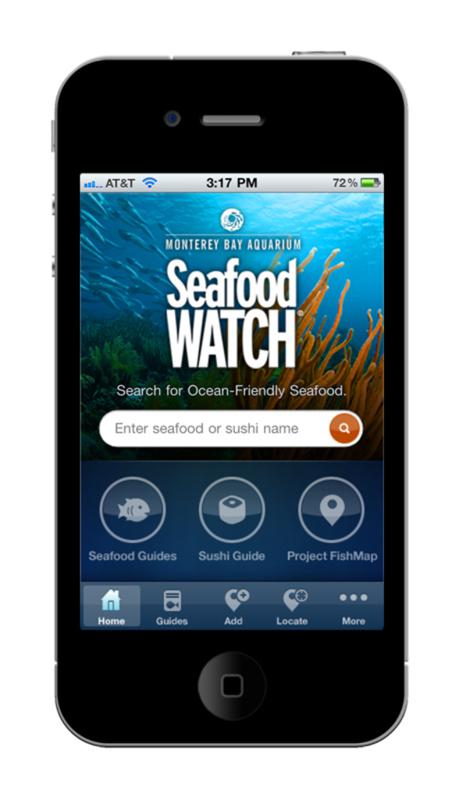 AT&T 3:17 PM 72%
MONTEREY BAY AQUARIUM
Seafood
WATCH®
Search for Ocean-Friendly Seafood.
Enter seafood or sushi name
Seafood Guides Sushi Guide Project FishMap
Home Guides Add Locate More